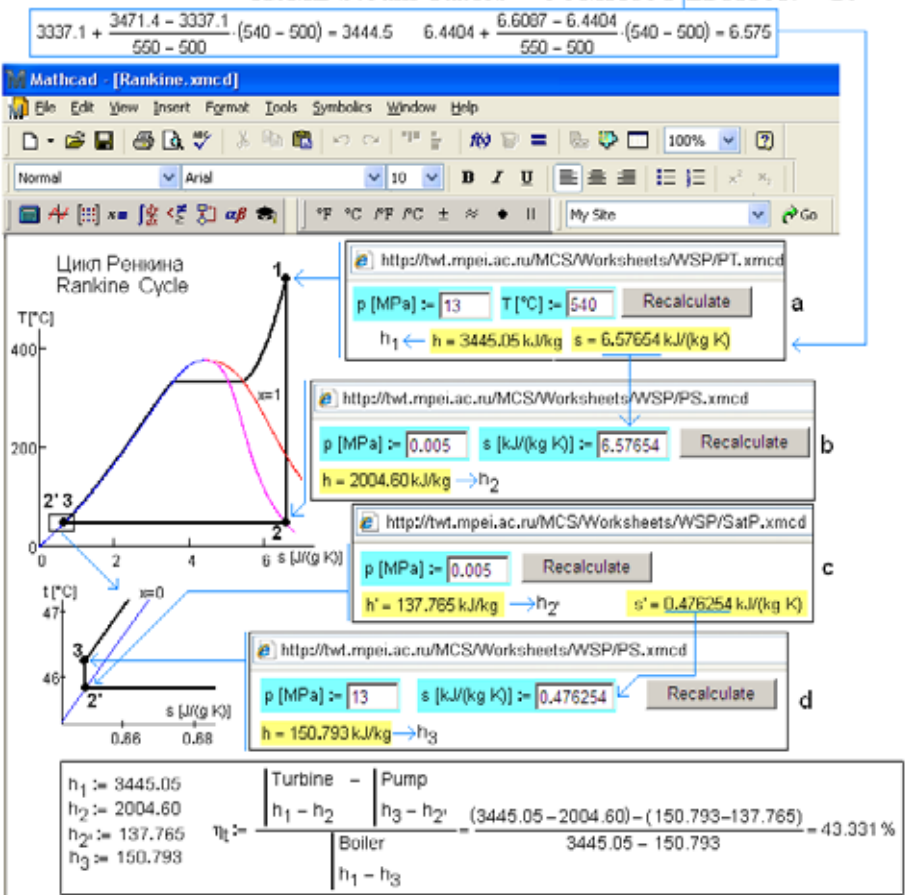 3337.1 + (3471.4 – 3337.1)/(550 – 500) · (540 – 500) = 3444.5    6.4404 + (6.6087 – 6.4404)/(550 – 500) · (540 – 500) = 6.575
Mathcad - [Rankine.xmcd]
File Edit View Insert Format Tools Symbolics Window Help
100%
Normal Arial 10 B I U
°F °C /°F /°C ± ≈ ♦ || My Site Go
Цикл Ренкина
Rankine Cycle
T[°C]
400
200
0
0 2 4 6 s [J/(g K)]
1
x=1
2' 3
2
http://twt.mpei.ac.ru/MCS/Worksheets/WSP/PT.xmcd
p [MPa] := 13 T [°C] := 540 Recalculate
a
h₁ ← h = 3445.05 kJ/kg s = 6.57654 kJ/(kg K)
http://twt.mpei.ac.ru/MCS/Worksheets/WSP/PS.xmcd
p [MPa] := 0.005 s [kJ/(kg K)] := 6.57654 Recalculate
b
h = 2004.60 kJ/kg → h₂
http://twt.mpei.ac.ru/MCS/Worksheets/WSP/SatP.xmcd
p [MPa] := 0.005 Recalculate
c
h' = 137.765 kJ/kg → h₂' s' = 0.476254 kJ/(kg K)
t [°C]
47
46
x=0
3
2'
s [J/(g K)]
0.66 0.68
http://twt.mpei.ac.ru/MCS/Worksheets/WSP/PS.xmcd
p [MPa] := 13 s [kJ/(kg K)] := 0.476254 Recalculate
d
h = 150.793 kJ/kg → h₃
h₁ := 3445.05
h₂ := 2004.60
h₂' := 137.765
h₃ := 150.793
Turbine – Pump
h₁ – h₂ h₃ – h₂'
ηt := = (3445.05 – 2004.60) – (150.793–137.765) / 3445.05 – 150.793 = 43.331 %
Boiler
h₁ – h₃